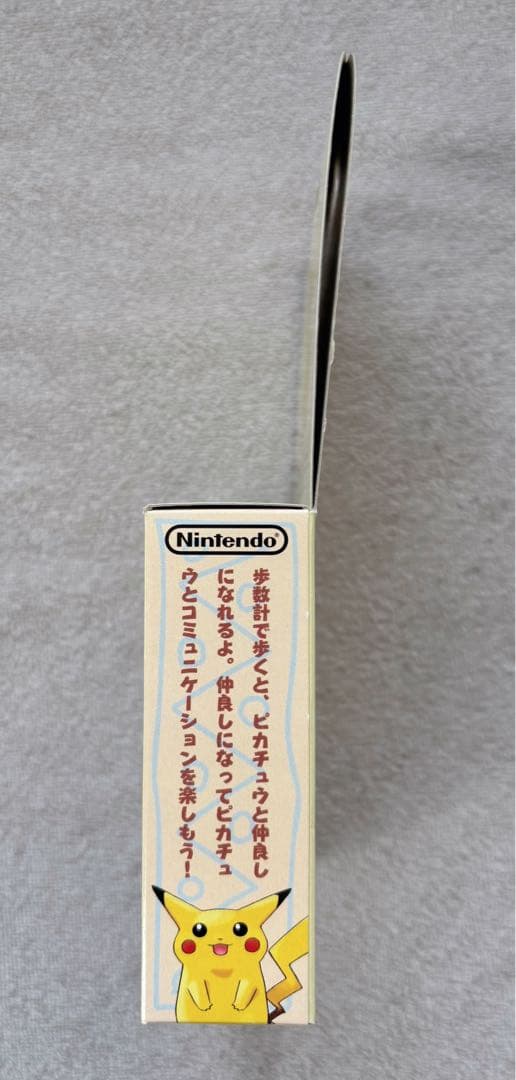 Nintendo®
歩数計で歩くと、ピカチュウと仲良し
になれるよ。仲良しになってピカチュ
ウとコミュニケーションを楽しもう！